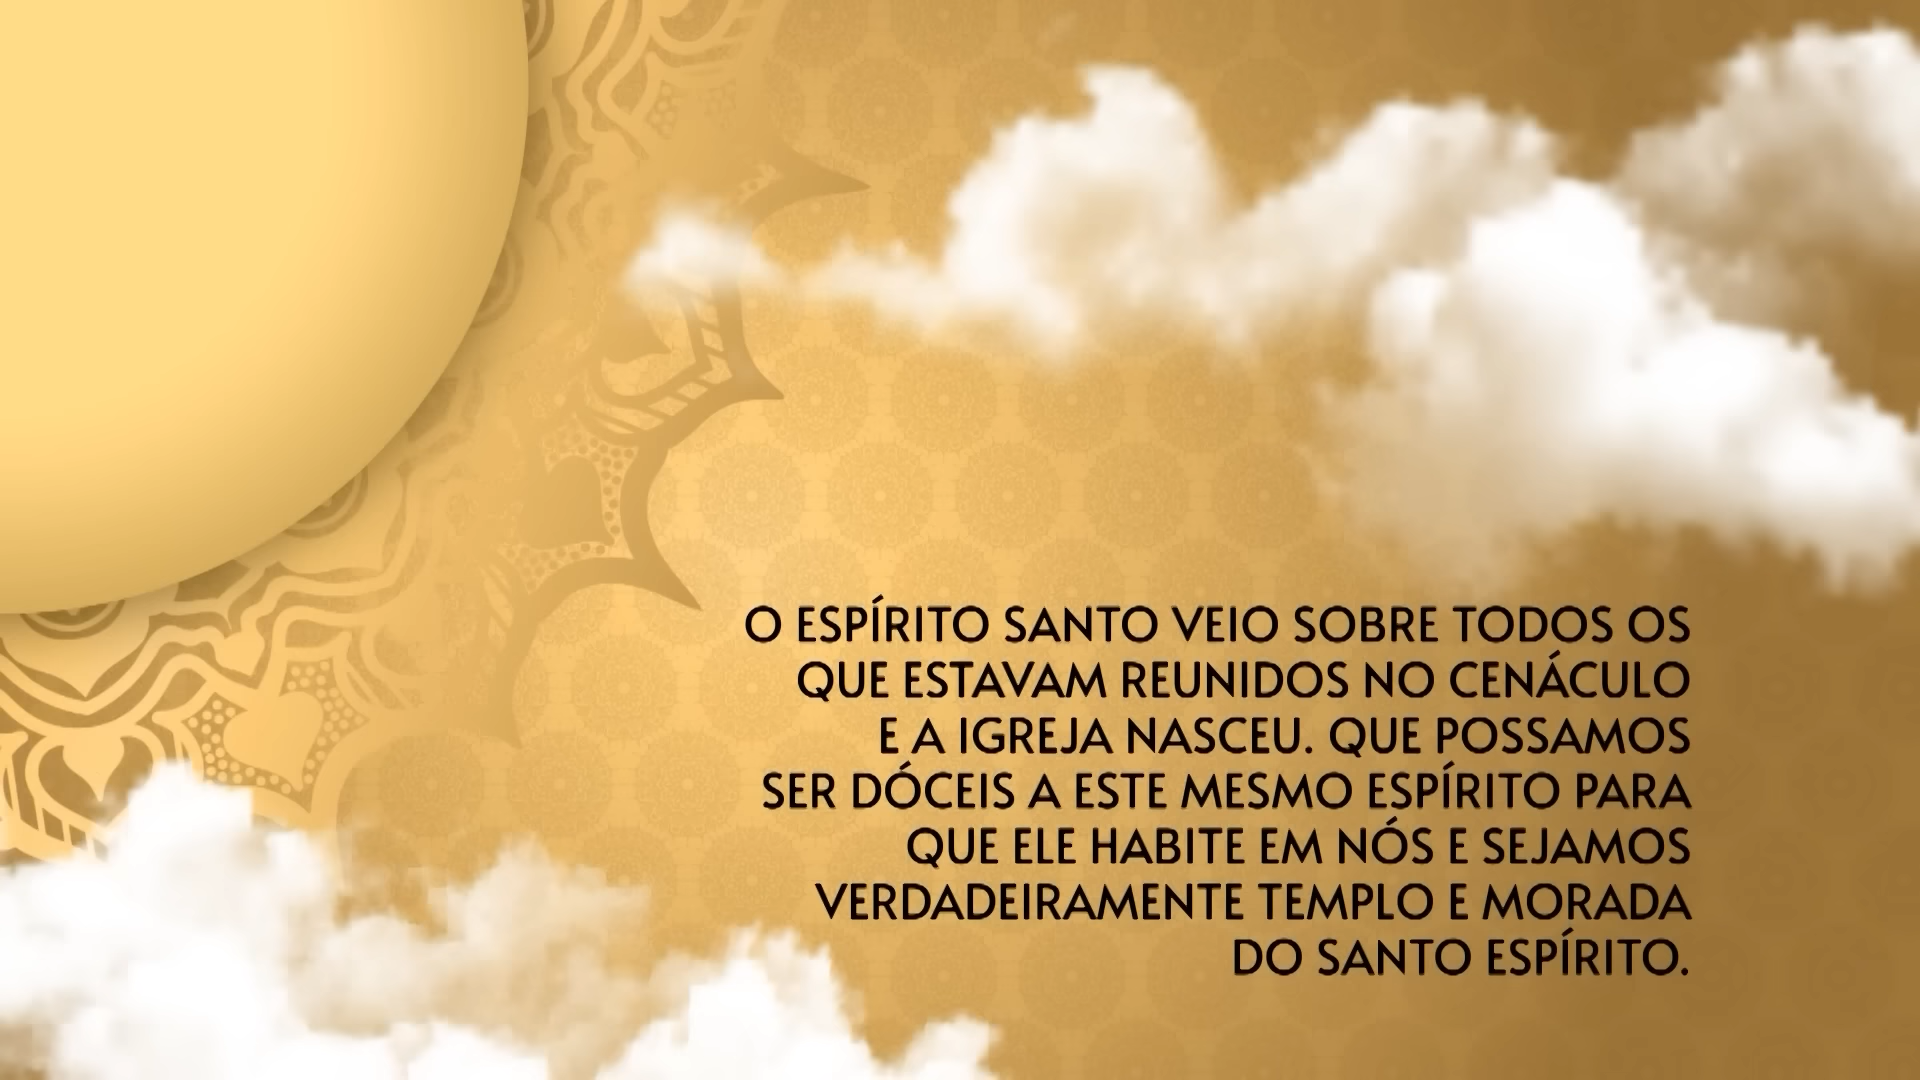 O ESPÍRITO SANTO VEIO SOBRE TODOS OS
QUE ESTAVAM REUNIDOS NO CENÁCULO
E A IGREJA NASCEU. QUE POSSAMOS
SER DÓCEIS A ESTE MESMO ESPÍRITO PARA
QUE ELE HABITE EM NÓS E SEJAMOS
VERDADEIRAMENTE TEMPLO E MORADA
DO SANTO ESPÍRITO.